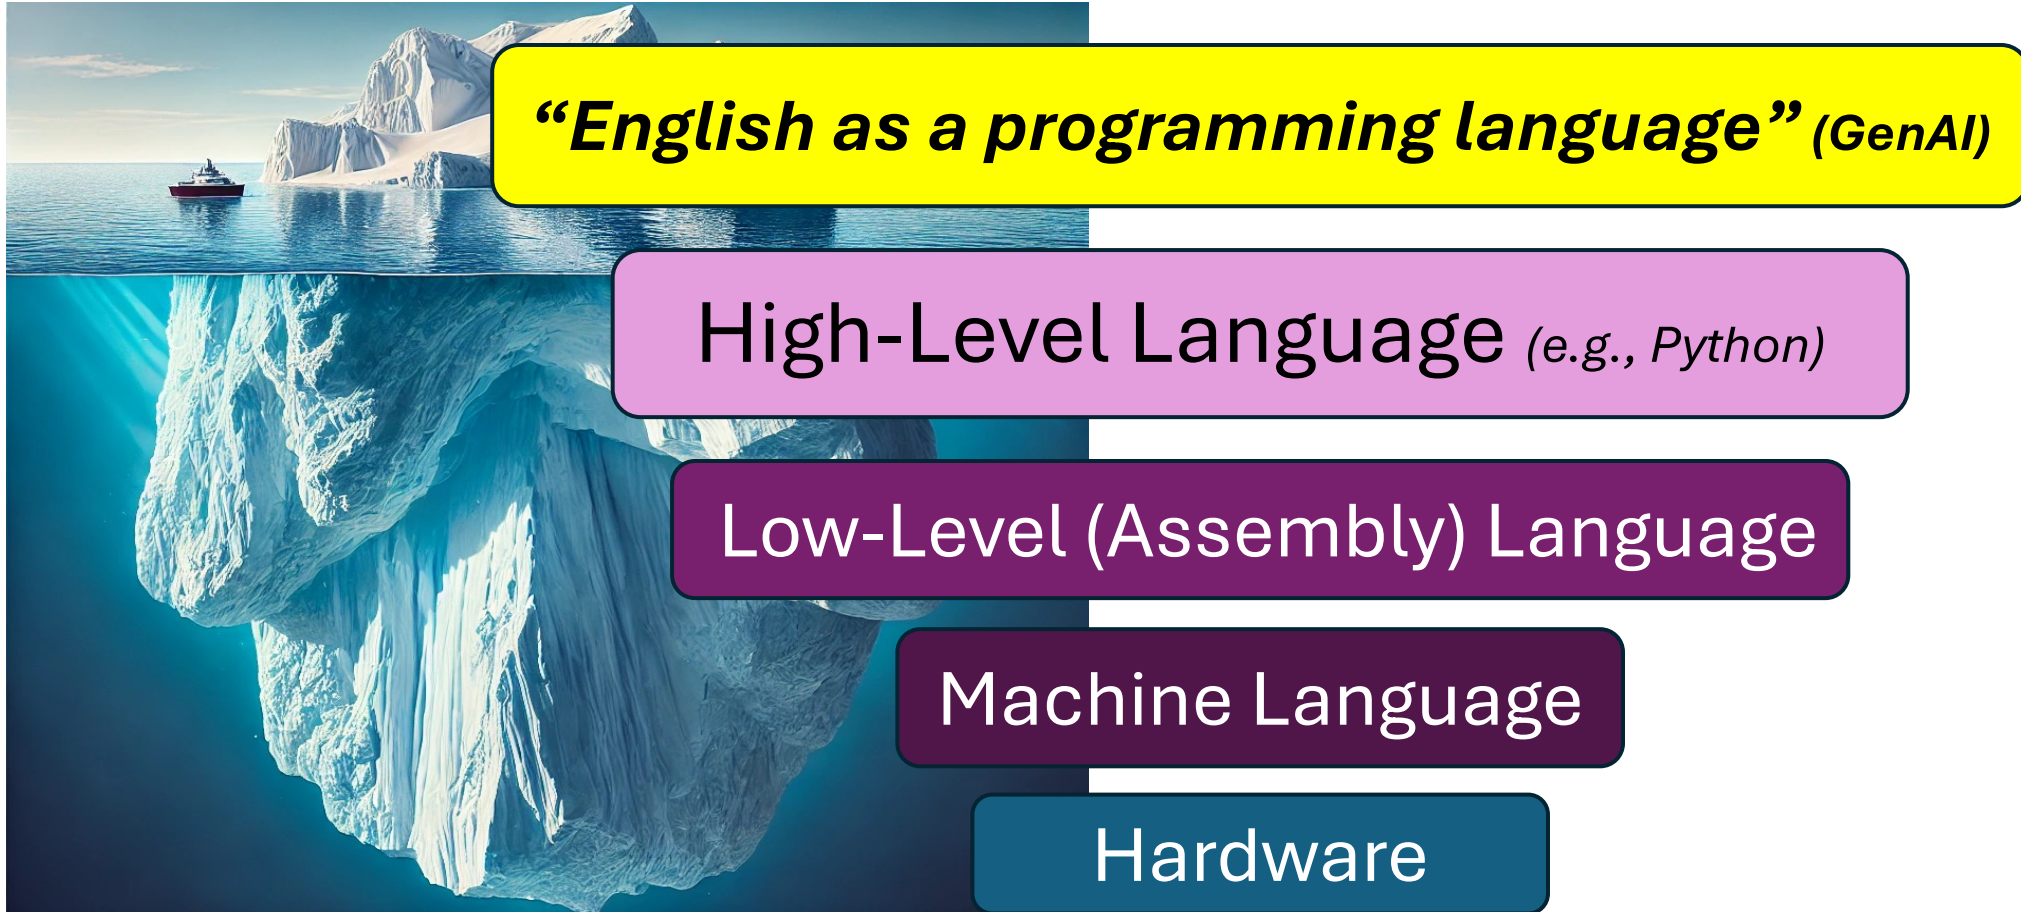 “English as a programming language” (GenAI)
High-Level Language (e.g., Python)
Low-Level (Assembly) Language
Machine Language
Hardware